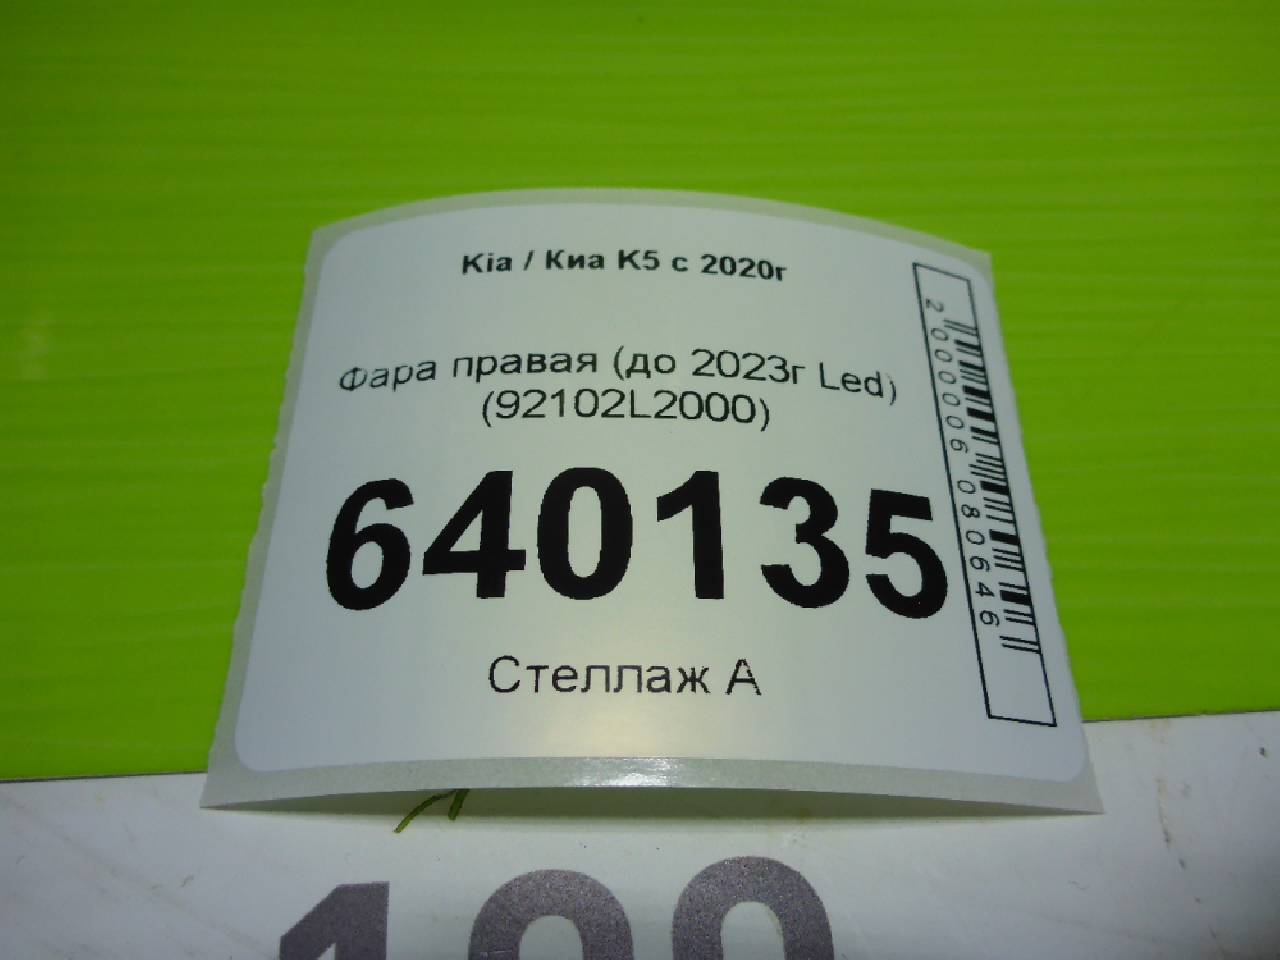 Kia / Киа K5 с 2020г
Фара правая (до 2023г Led)
(92102L2000)
640135
Стеллаж А
2000006080646